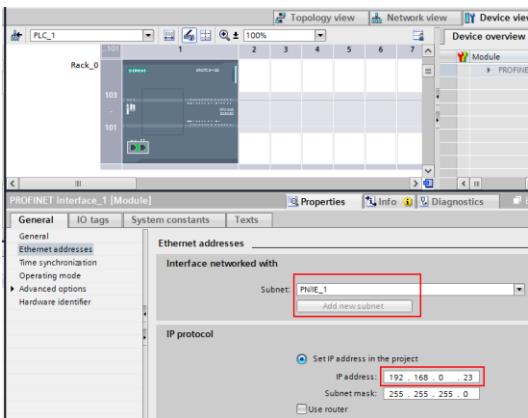 Topology view Network view Device view
PLC_1 100% Device overview
101 1 2 3 4 5 6 7 Module
Rack_0 SIEMENS PROFINE
103
101
PROFINET interface_1 [Module] Properties Info Diagnostics
General IO tags System constants Texts
General
Ethernet addresses
Time synchronization
Operating mode
Advanced options
Hardware identifier
Ethernet addresses
Interface networked with
Subnet: PN/IE_1
Add new subnet
IP protocol
Set IP address in the project
IP address: 192 . 168 . 0 . 23
Subnet mask: 255 . 255 . 255 . 0
Use router